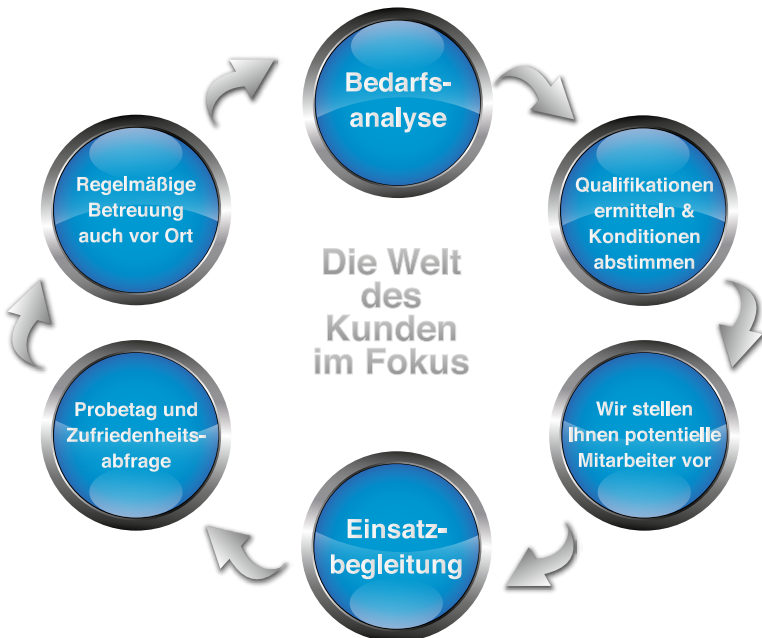 Bedarfs-
analyse
Qualifikationen
ermitteln &
Konditionen
abstimmen
Wir stellen
Ihnen potentielle
Mitarbeiter vor
Einsatz-
begleitung
Probetag und
Zufriedenheits-
abfrage
Regelmäßige
Betreuung
auch vor Ort
Die Welt
des
Kunden
im Fokus